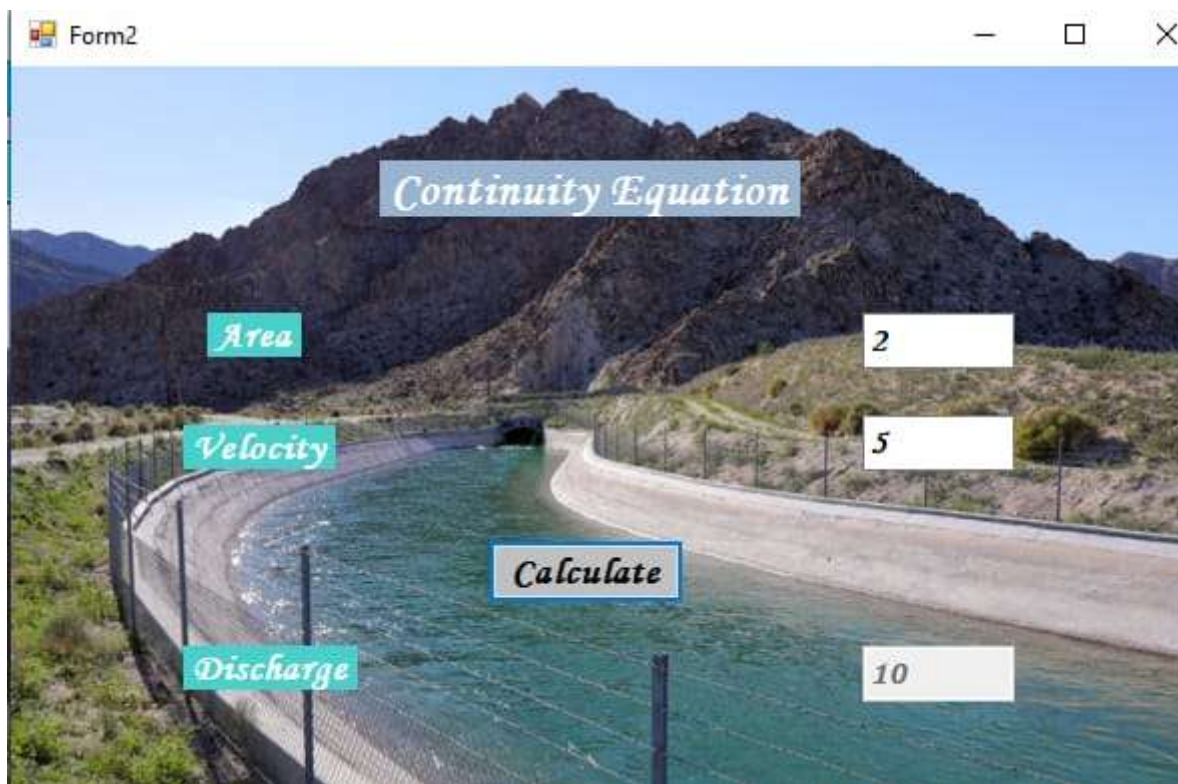 Form2
Continuity Equation
Area 2
Velocity 5
Calculate
Discharge 10